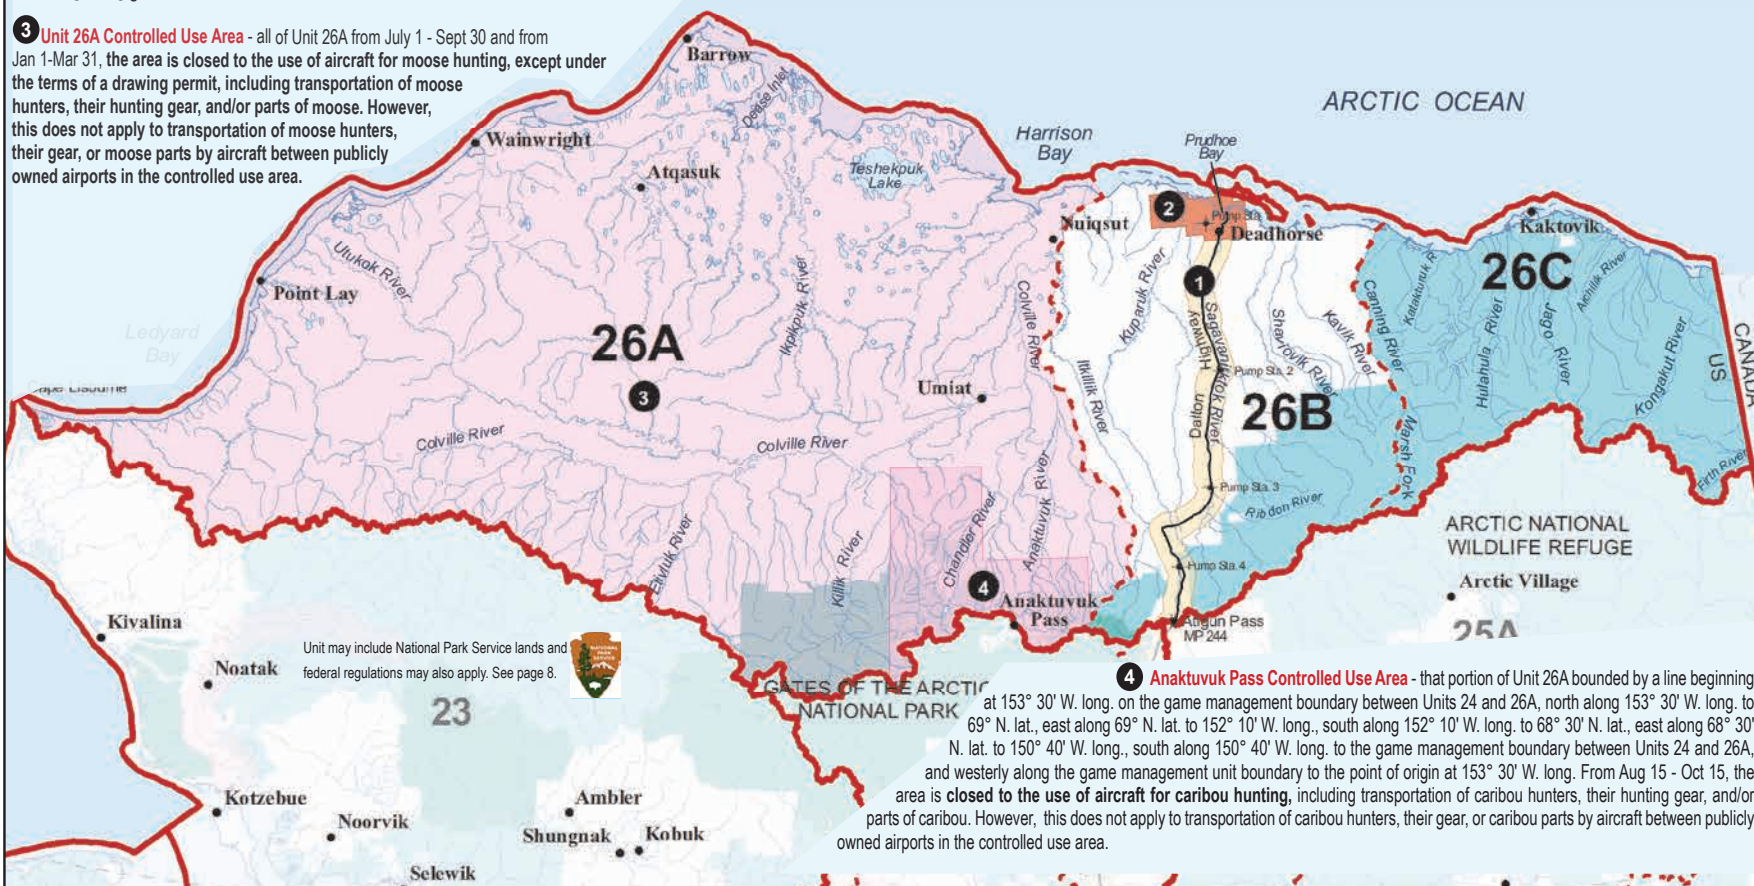 3 Unit 26A Controlled Use Area - all of Unit 26A from July 1 - Sept 30 and from
Jan 1-Mar 31, the area is closed to the use of aircraft for moose hunting, except under
the terms of a drawing permit, including transportation of moose
hunters, their hunting gear, and/or parts of moose. However,
this does not apply to transportation of moose hunters,
their gear, or moose parts by aircraft between publicly
owned airports in the controlled use area.
Barrow
Dease Inlet
ARCTIC OCEAN
Wainwright
Harrison
Bay
Prudhoe
Bay
Atqasuk
Teshekpuk
Lake
2
Pump Sta.
Nuiqsut
Deadhorse
Kaktovik
Utukok River
Point Lay
Ikpikpuk River
Colville River
Kuparuk River
1
Sagavanirktok River
Dalton Highway
Shaviovik River
Kavik River
Canning River
Katakturuk R.
26C
Hulahula River
Jago River
Aichilik River
Kongakut River
CANADA
US
Ledyard
Bay
26A
3
Umiat
Itkillik River
Pump Sta. 2
26B
Cape Lisburne
Colville River
Colville River
Marsh Fork
Firth River
Pump Sta. 3
Ribdon River
Etivluk River
Killik River
Chandler River
Anaktuvuk River
ARCTIC NATIONAL
WILDLIFE REFUGE
Pump Sta. 4
Arctic Village
4
Anaktuvuk
Pass
Atigun Pass
MP 244
25A
Kivalina
Unit may include National Park Service lands and
federal regulations may also apply. See page 8.
NATIONAL
PARK
SERVICE
Noatak
23
GATES OF THE ARCTIC
NATIONAL PARK
4 Anaktuvuk Pass Controlled Use Area - that portion of Unit 26A bounded by a line beginning
at 153° 30' W. long. on the game management boundary between Units 24 and 26A, north along 153° 30' W. long. to
69° N. lat., east along 69° N. lat. to 152° 10' W. long., south along 152° 10' W. long. to 68° 30' N. lat., east along 68° 30'
N. lat. to 150° 40' W. long., south along 150° 40' W. long. to the game management boundary between Units 24 and 26A,
and westerly along the game management unit boundary to the point of origin at 153° 30' W. long. From Aug 15 - Oct 15, the
area is closed to the use of aircraft for caribou hunting, including transportation of caribou hunters, their hunting gear, and/or
parts of caribou. However, this does not apply to transportation of caribou hunters, their gear, or caribou parts by aircraft between publicly
owned airports in the controlled use area.
Kotzebue
Noorvik
Ambler
Shungnak
Kobuk
Selewik